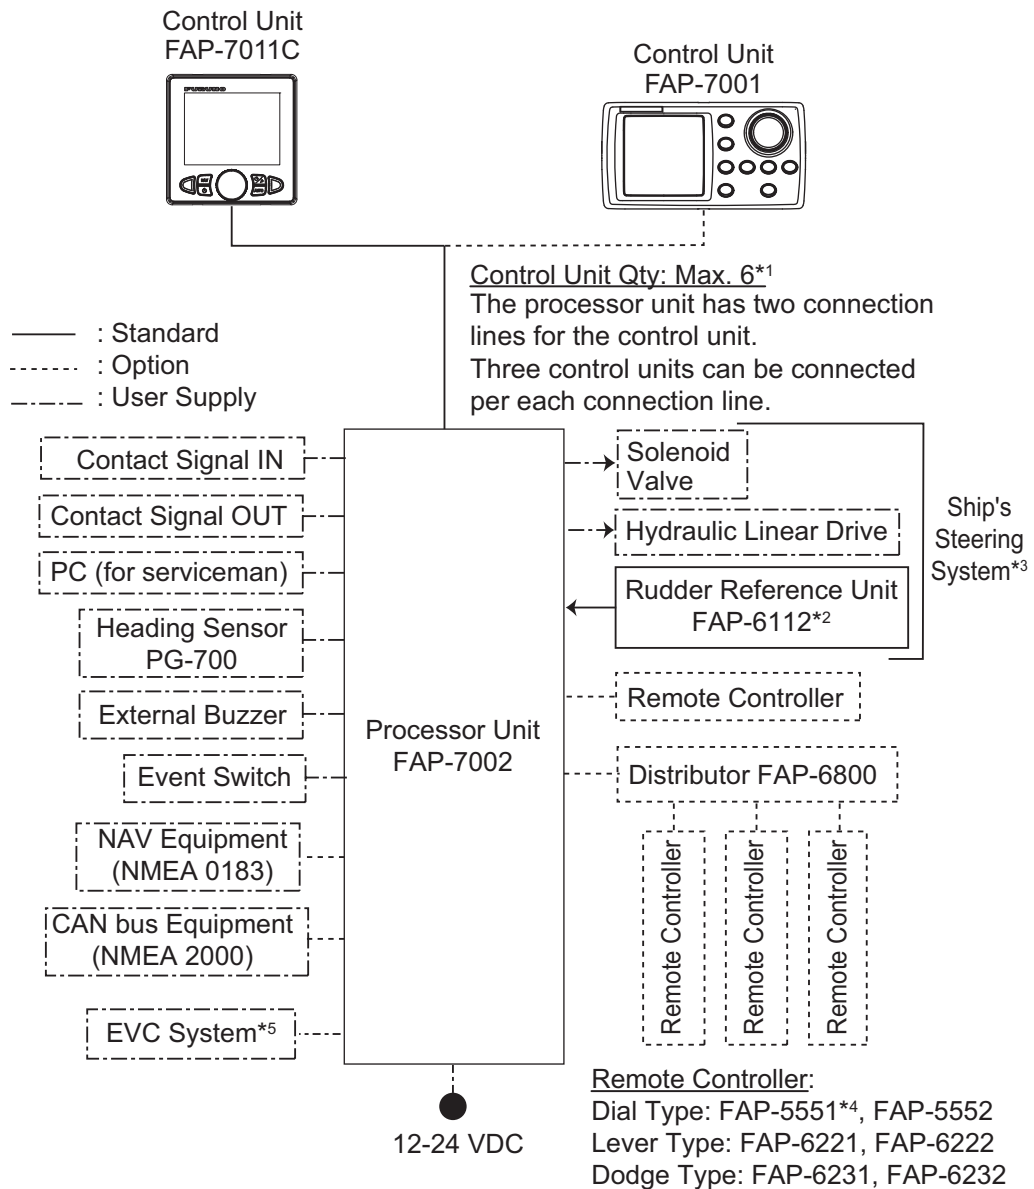 Control Unit
FAP-7011C
Control Unit
FAP-7001
FURUNO
Control Unit Qty: Max. 6*1
The processor unit has two connection
lines for the control unit.
Three control units can be connected
per each connection line.
: Standard
: Option
: User Supply
Contact Signal IN
Contact Signal OUT
PC (for serviceman)
Heading Sensor
PG-700
External Buzzer
Event Switch
NAV Equipment
(NMEA 0183)
CAN bus Equipment
(NMEA 2000)
EVC System*5
Processor Unit
FAP-7002
12-24 VDC
Solenoid
Valve
Hydraulic Linear Drive
Rudder Reference Unit
FAP-6112*2
Ship's
Steering
System*3
Remote Controller
Distributor FAP-6800
Remote Controller
Remote Controller
Remote Controller
Remote Controller:
Dial Type: FAP-5551*4, FAP-5552
Lever Type: FAP-6221, FAP-6222
Dodge Type: FAP-6231, FAP-6232